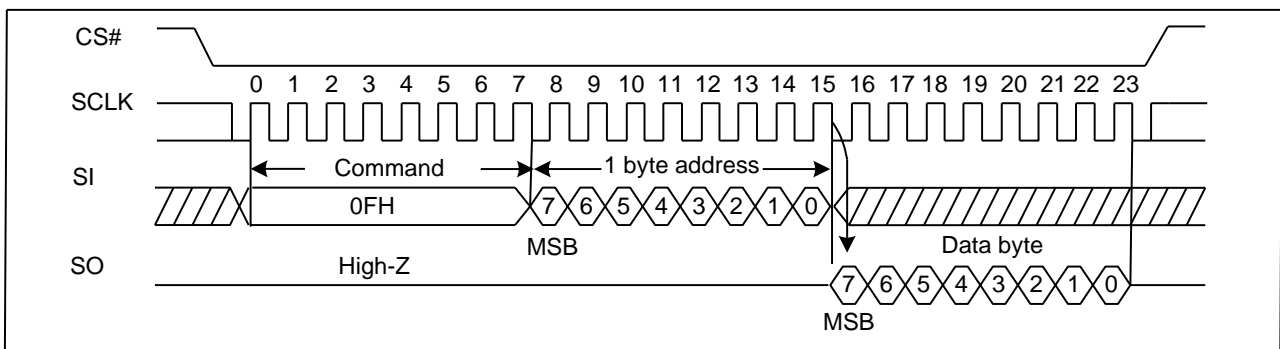 CS#
0 1 2 3 4 5 6 7 8 9 10 11 12 13 14 15 16 17 18 19 20 21 22 23
SCLK
Command 1 byte address
SI
0FH 7 6 5 4 3 2 1 0
MSB Data byte
SO High-Z
7 6 5 4 3 2 1 0
MSB